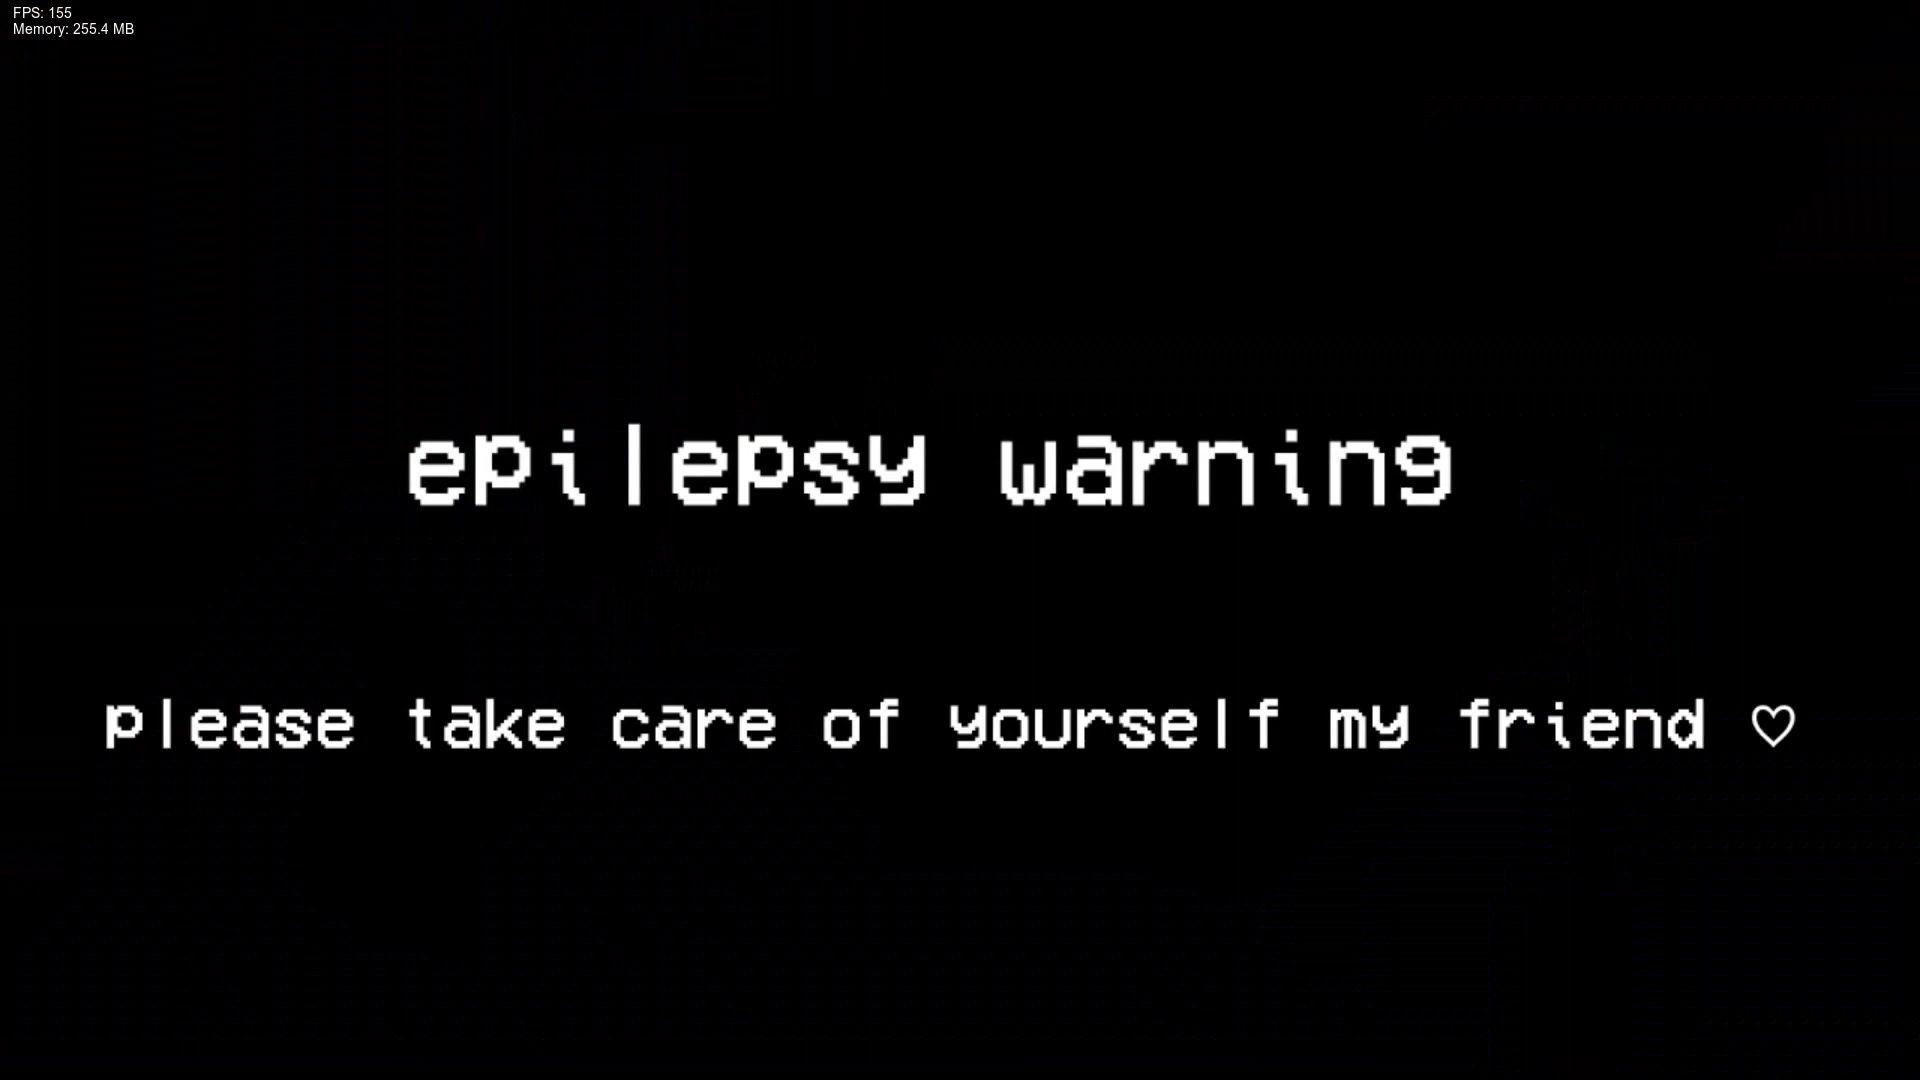 FPS: 155
Memory: 255.4 MB
epilepsy warning
please take care of yourself my friend ♡